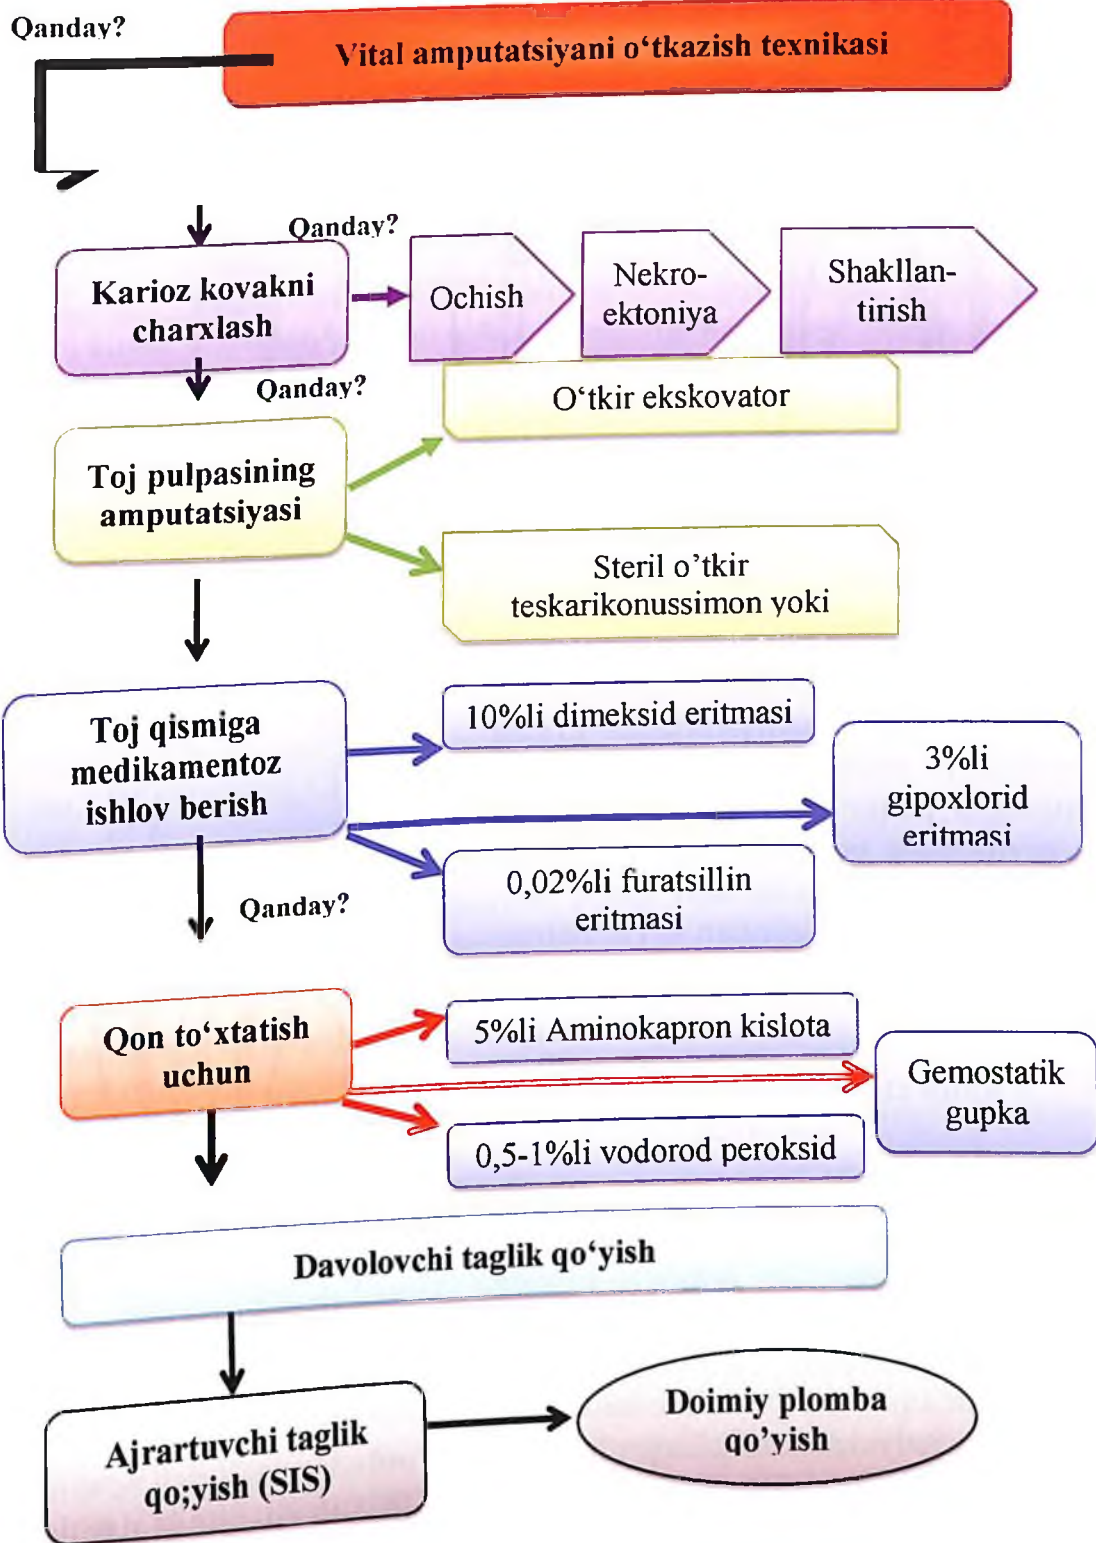 Qanday?
Vital amputatsiyani o‘tkazish texnikasi
Qanday?
Karioz kovakni
charxlash
Ochish
Nekro-
ektoniya
Shakllan-
tirish
Qanday?
O‘tkir ekskovator
Toj pulpasining
amputatsiyasi
Steril o’tkir
teskarikonussimon yoki
Toj qismiga
medikamentoz
ishlov berish
10%li dimeksid eritmasi
3%li
gipoxlorid
eritmasi
0,02%li furatsillin
eritmasi
Qanday?
Qon to‘xtatish
uchun
5%li Aminokapron kislota
Gemostatik
gupka
0,5-1%li vodorod peroksid
Davolovchi taglik qo‘yish
Ajrartuvchi taglik
qo;yish (SIS)
Doimiy plomba
qo’yish